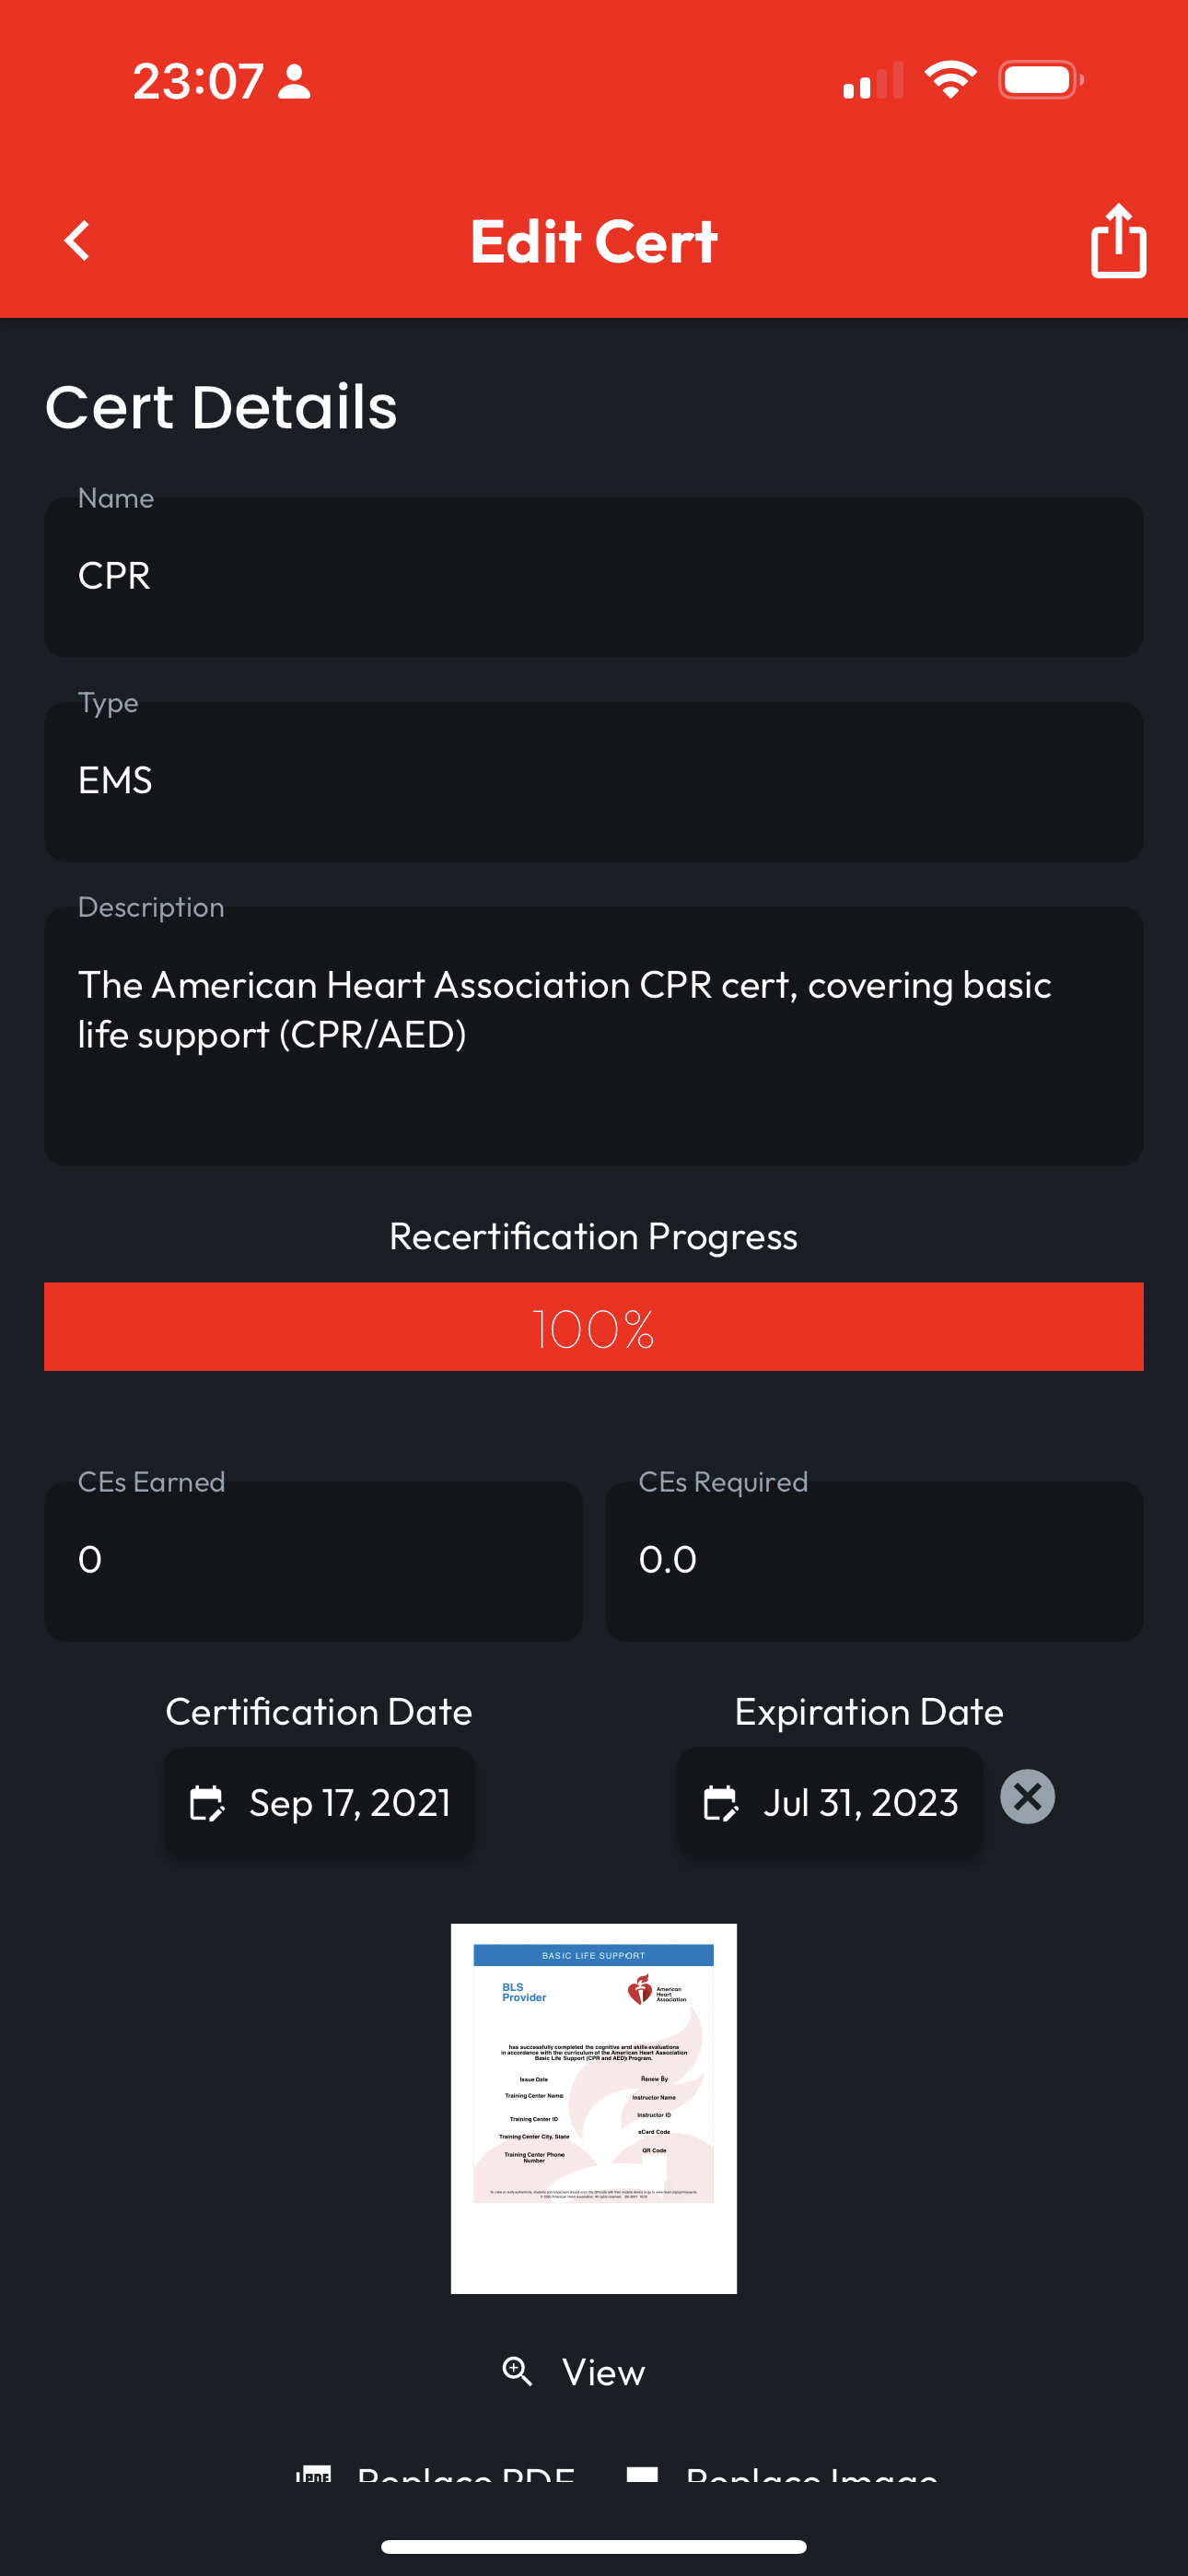 23:07
Edit Cert
Cert Details
Name
CPR
Type
EMS
Description
The American Heart Association CPR cert, covering basic
life support (CPR/AED)
Recertification Progress
100%
CEs Earned
0
CEs Required
0.0
Certification Date
Sep 17, 2021
Expiration Date
Jul 31, 2023
BASIC LIFE SUPPORT
BLS
Provider
American
Heart
Association.
has successfully completed the cognitive and skills evaluations
in accordance with the curriculum of the American Heart Association
Basic Life Support (CPR and AED) Program.
Issue Date
Renew By
Training Center Name
Instructor Name
Training Center ID
Instructor ID
Training Center City, State
eCard Code
Training Center Phone
Number
QR Code
View
Replace PDF
Replace Image